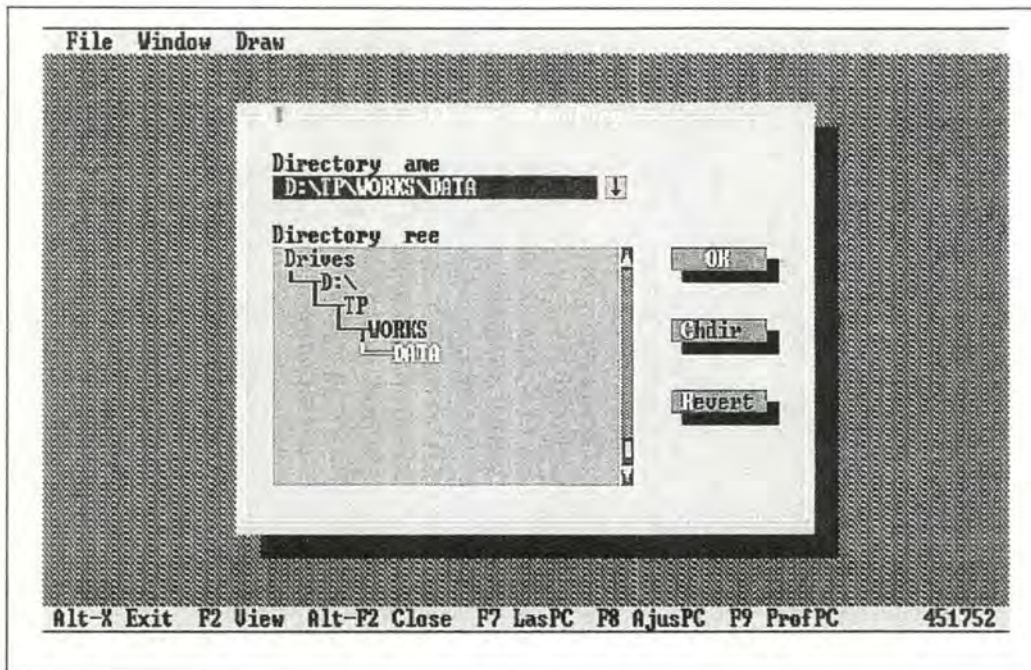 File Window Draw
Directory ame
D:\TP\WORKS\DATA ↓
Directory ree
Drives
D:\
TP
WORKS
DATA
OK
Chdir
Revert
Alt-X Exit F2 View Alt-F2 Close F7 LasPC F8 AjusPC F9 ProfPC 451752